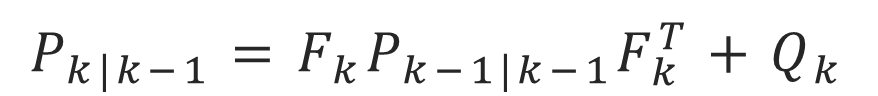 P_{k|k-1} = F_k P_{k-1|k-1} F_k^T + Q_k